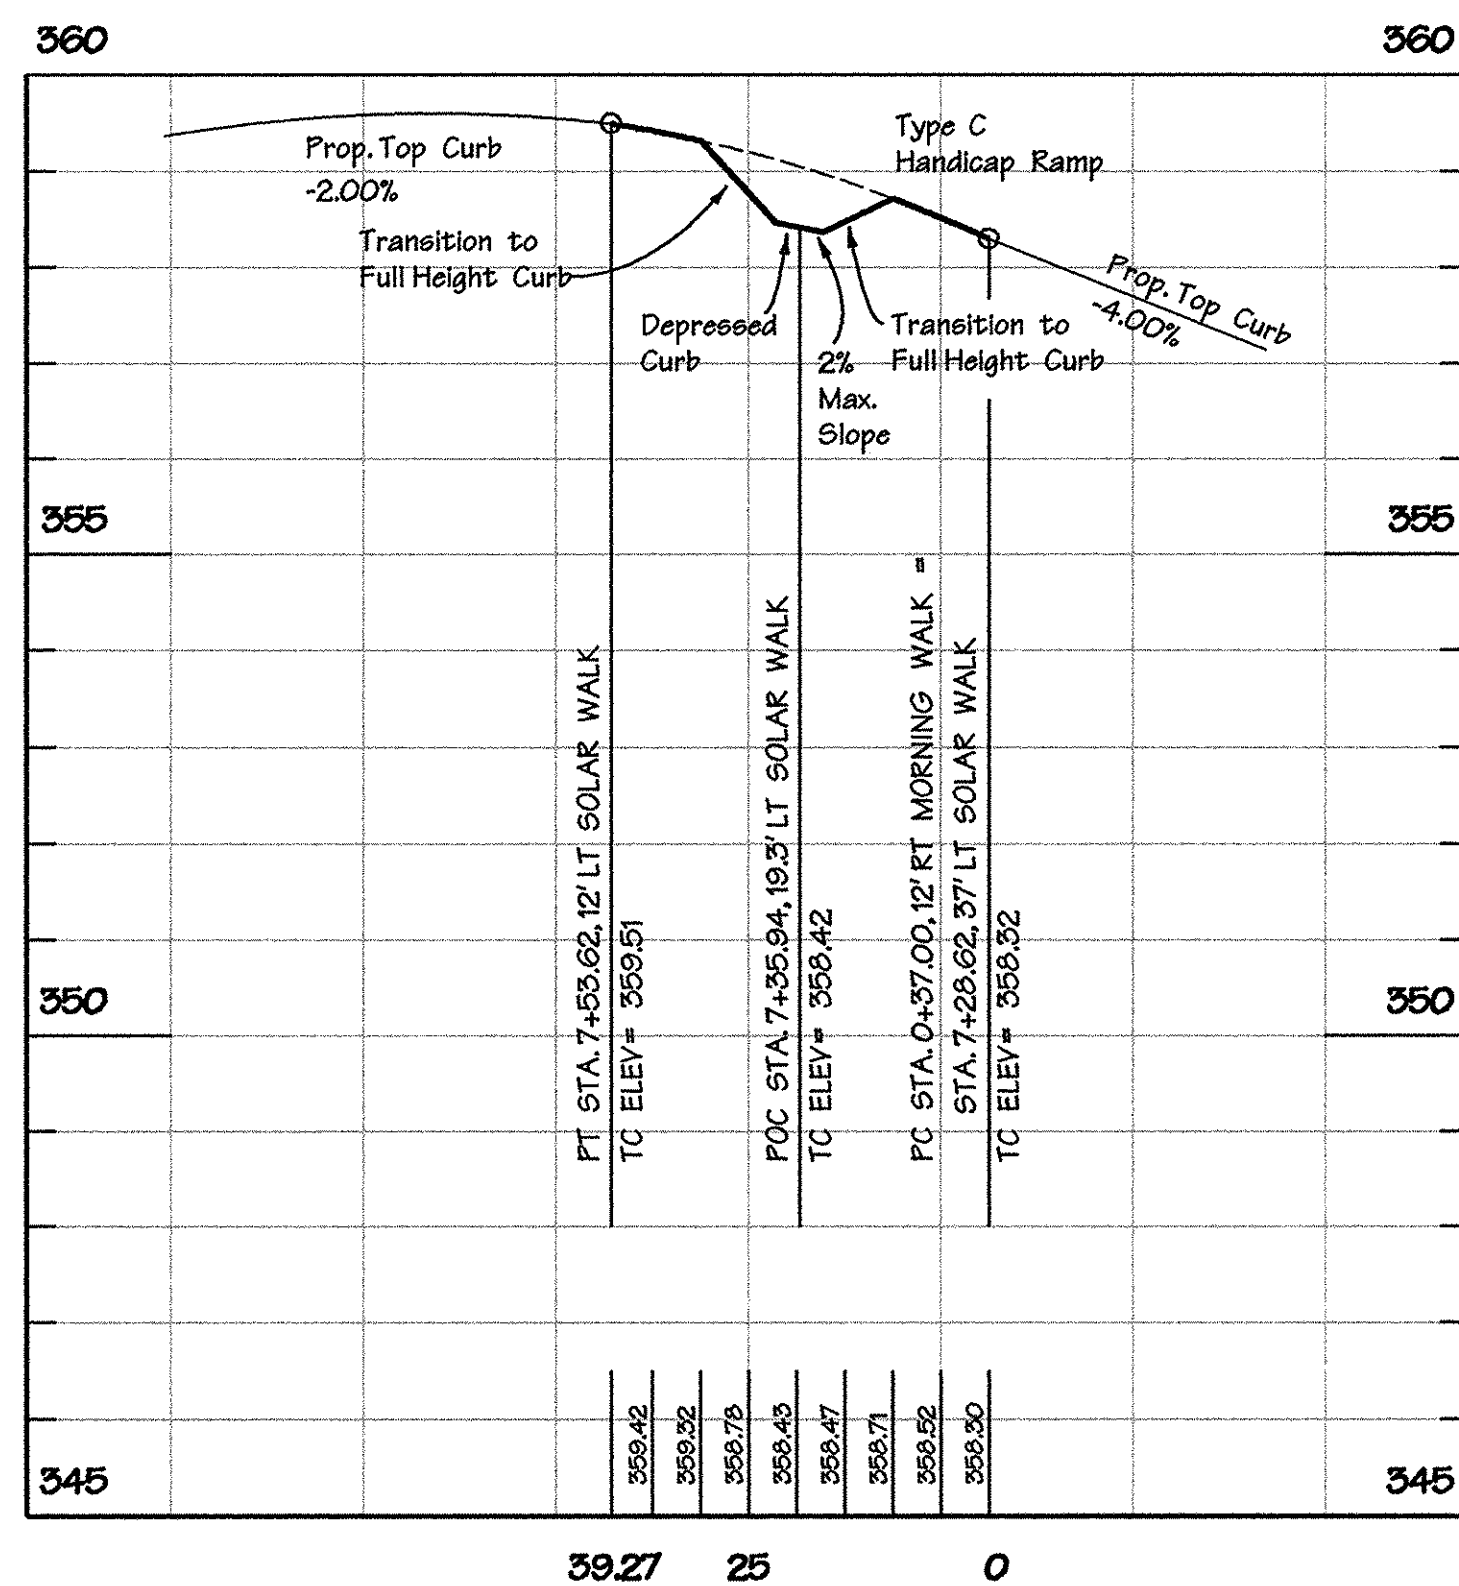 360
360
Type C
Handicap Ramp
Prop. Top Curb
-2.00%
Transition to
Full Height Curb
Prop. Top Curb
-4.00%
Depressed
Curb
2%
Max.
Slope
Transition to
Full Height Curb
355
355
PT STA. 7+53.62, 12' LT SOLAR WALK
TC ELEV= 359.51
POC STA. 7+35.94, 19.3' LT SOLAR WALK
TC ELEV= 358.42
PC STA. 0+37.00, 12' RT MORNING WALK =
STA. 7+28.62, 37' LT SOLAR WALK
TC ELEV= 358.32
350
350
359.42
359.32
358.78
358.43
358.47
358.71
358.52
358.30
345
345
39.27
25
0